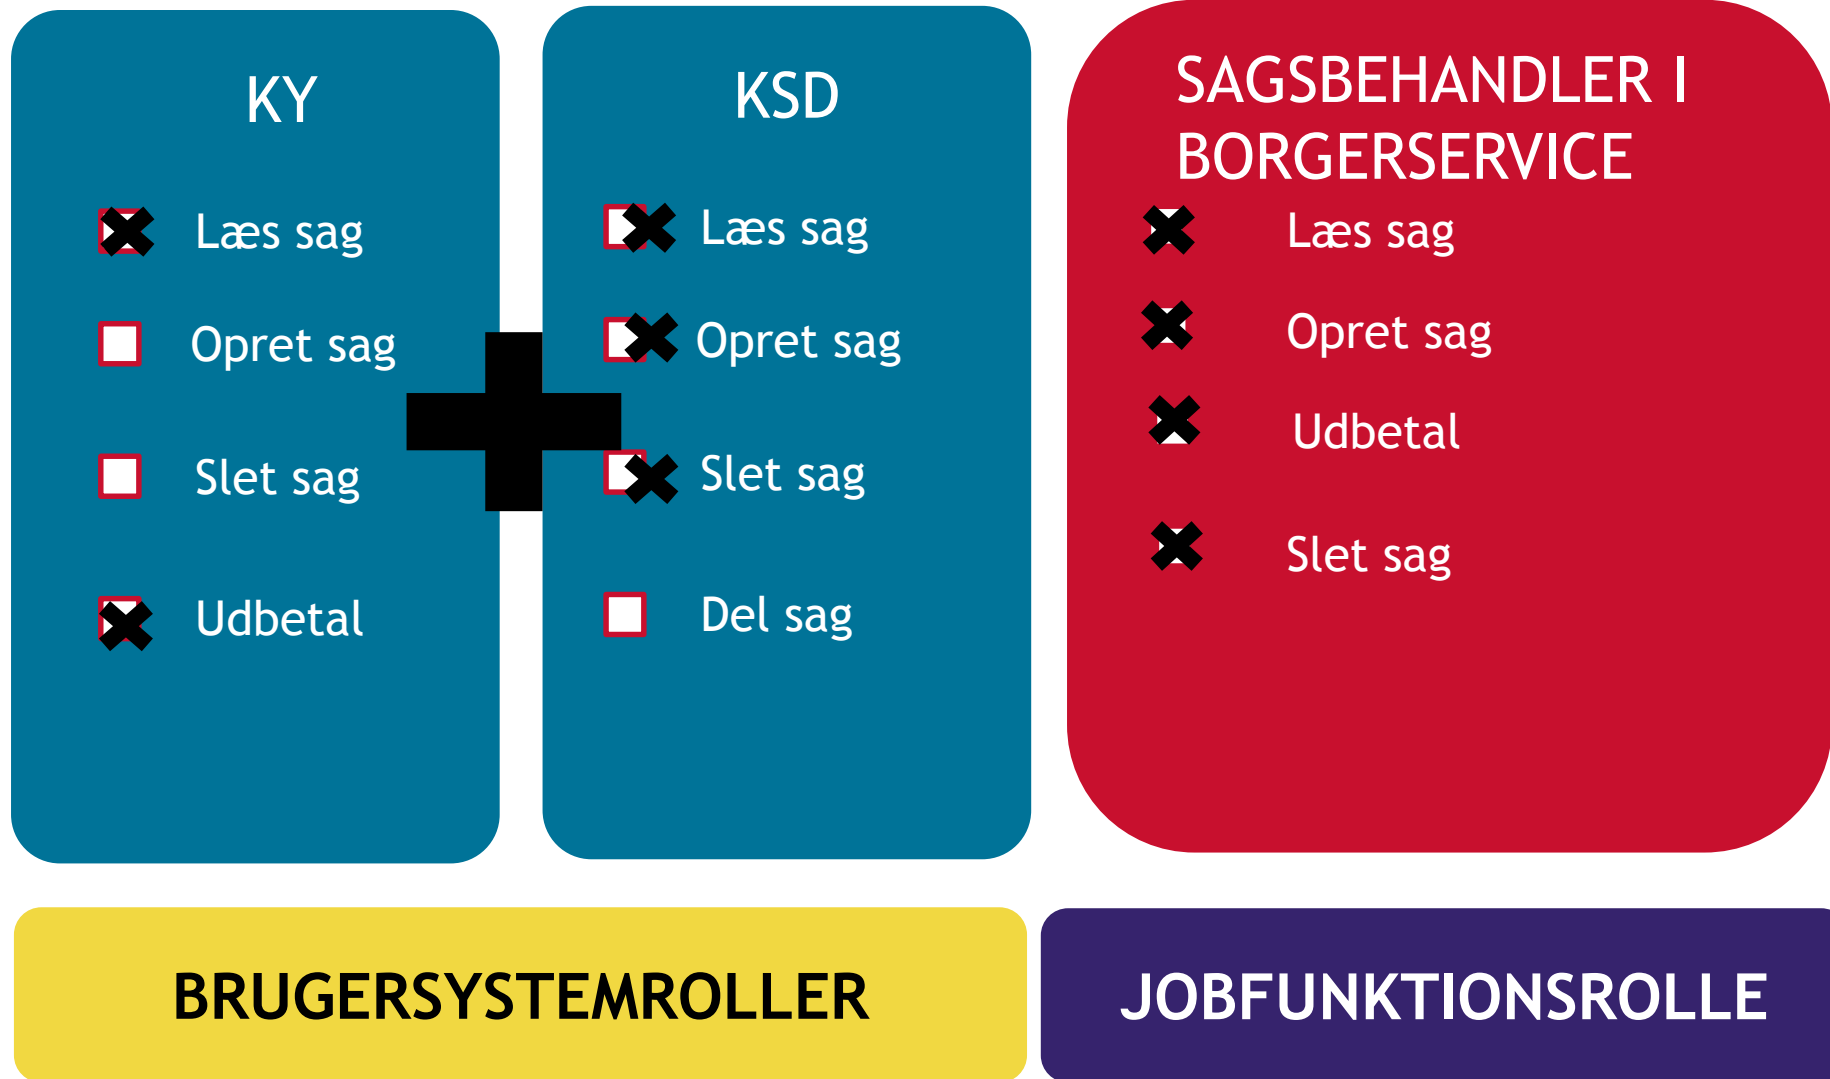 KY
Læs sag
Opret sag
Slet sag
Udbetal
KSD
Læs sag
Opret sag
Slet sag
Del sag
SAGSBEHANDLER I
BORGERSERVICE
Læs sag
Opret sag
Udbetal
Slet sag
BRUGERSYSTEMROLLER
JOBFUNKTIONSROLLE